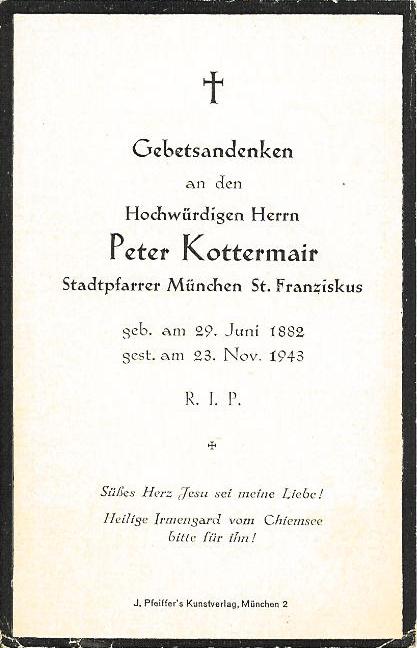 Gebetsandenken
an den
Hochwürdigen Herrn
Peter Kottermair
Stadtpfarrer München St. Franziskus
geb. am 29. Juni 1882
gest. am 23. Nov. 1943
R. I. P.
Süßes Herz Jesu sei meine Liebe!
Heilige Irmengard vom Chiemsee
bitte für ihn!
J. Pfeiffer's Kunstverlag, München 2